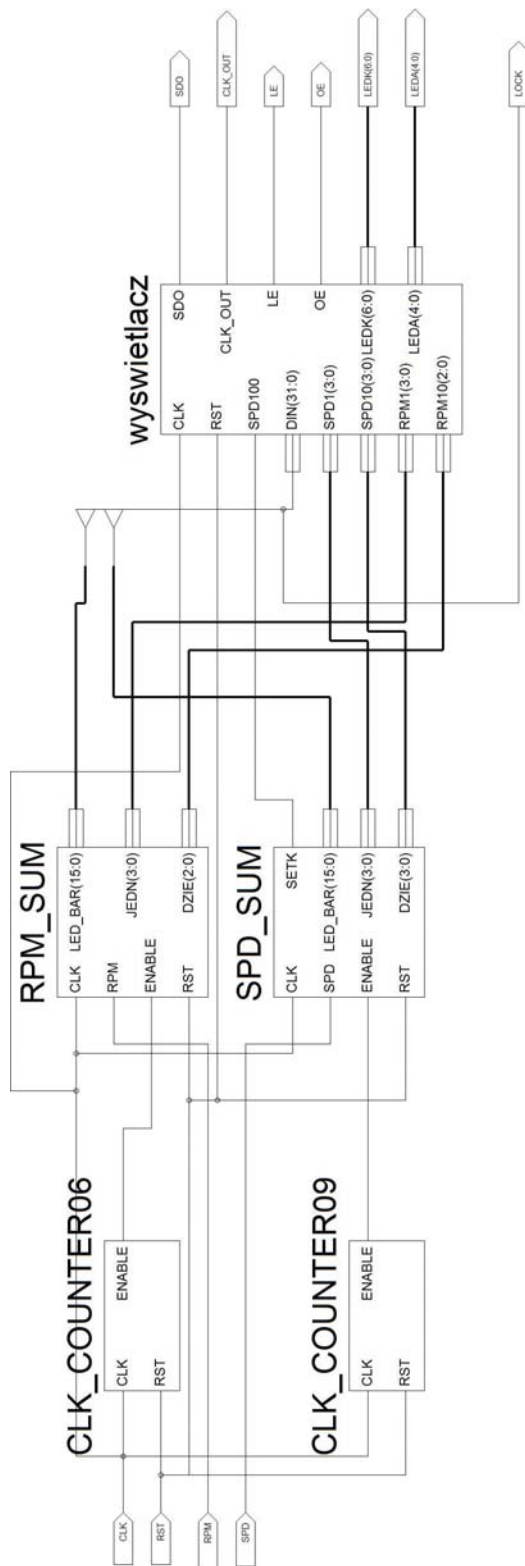 CLK
RST
RPM
SPD
CLK_COUNTER06
CLK
ENABLE
RST
CLK_COUNTER09
CLK
ENABLE
RST
RPM_SUM
CLK
LED_BAR(15:0)
RPM
JEDN(3:0)
ENABLE
DZIE(2:0)
RST
SPD_SUM
CLK
SETK
SPD
LED_BAR(15:0)
ENABLE
JEDN(3:0)
RST
DZIE(3:0)
wyswietlacz
CLK
SDO
RST
CLK_OUT
SPD100
LE
DIN(31:0)
OE
SPD1(3:0)
SPD10(3:0)
LEDK(6:0)
RPM1(3:0)
LEDA(4:0)
RPM10(2:0)
SDO
CLK_OUT
LE
OE
LEDK(6:0)
LEDA(4:0)
LOCK